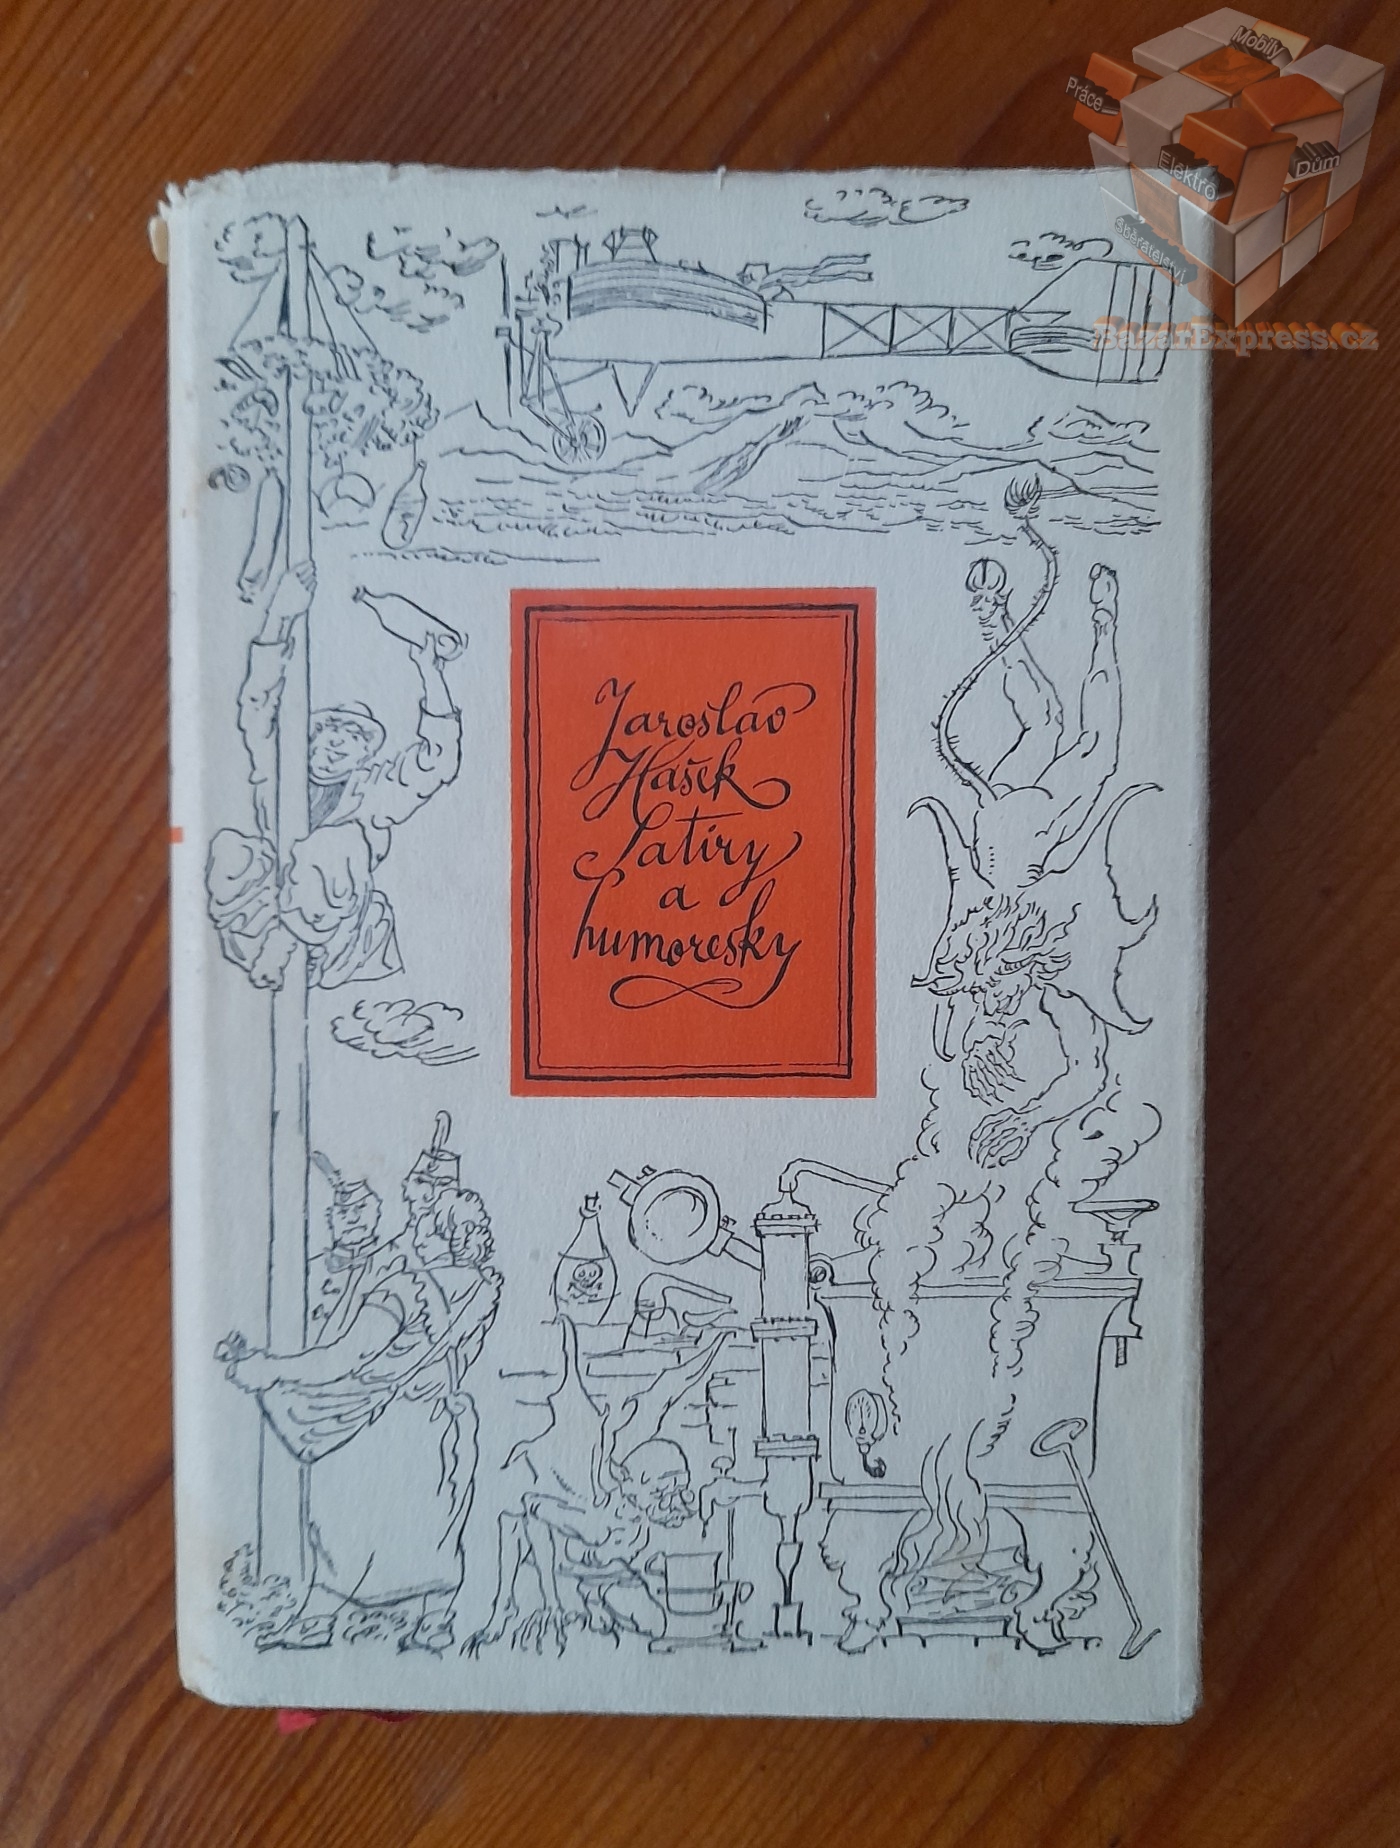 Mobily
Práce
Elektro
Dům
Sběratelství
BazarExpress.cz
Jaroslav
Hašek
Satiry
a
humoresky